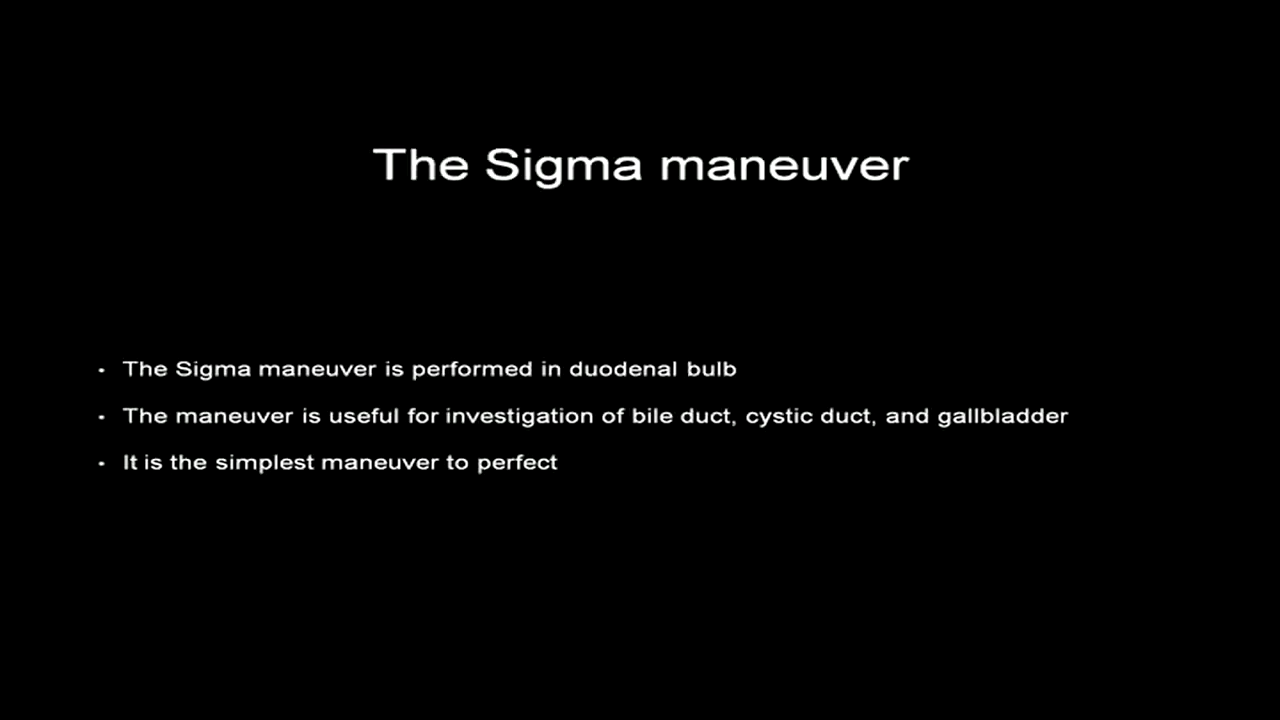 The Sigma maneuver
• The Sigma maneuver is performed in duodenal bulb
• The maneuver is useful for investigation of bile duct, cystic duct, and gallbladder
• It is the simplest maneuver to perfect